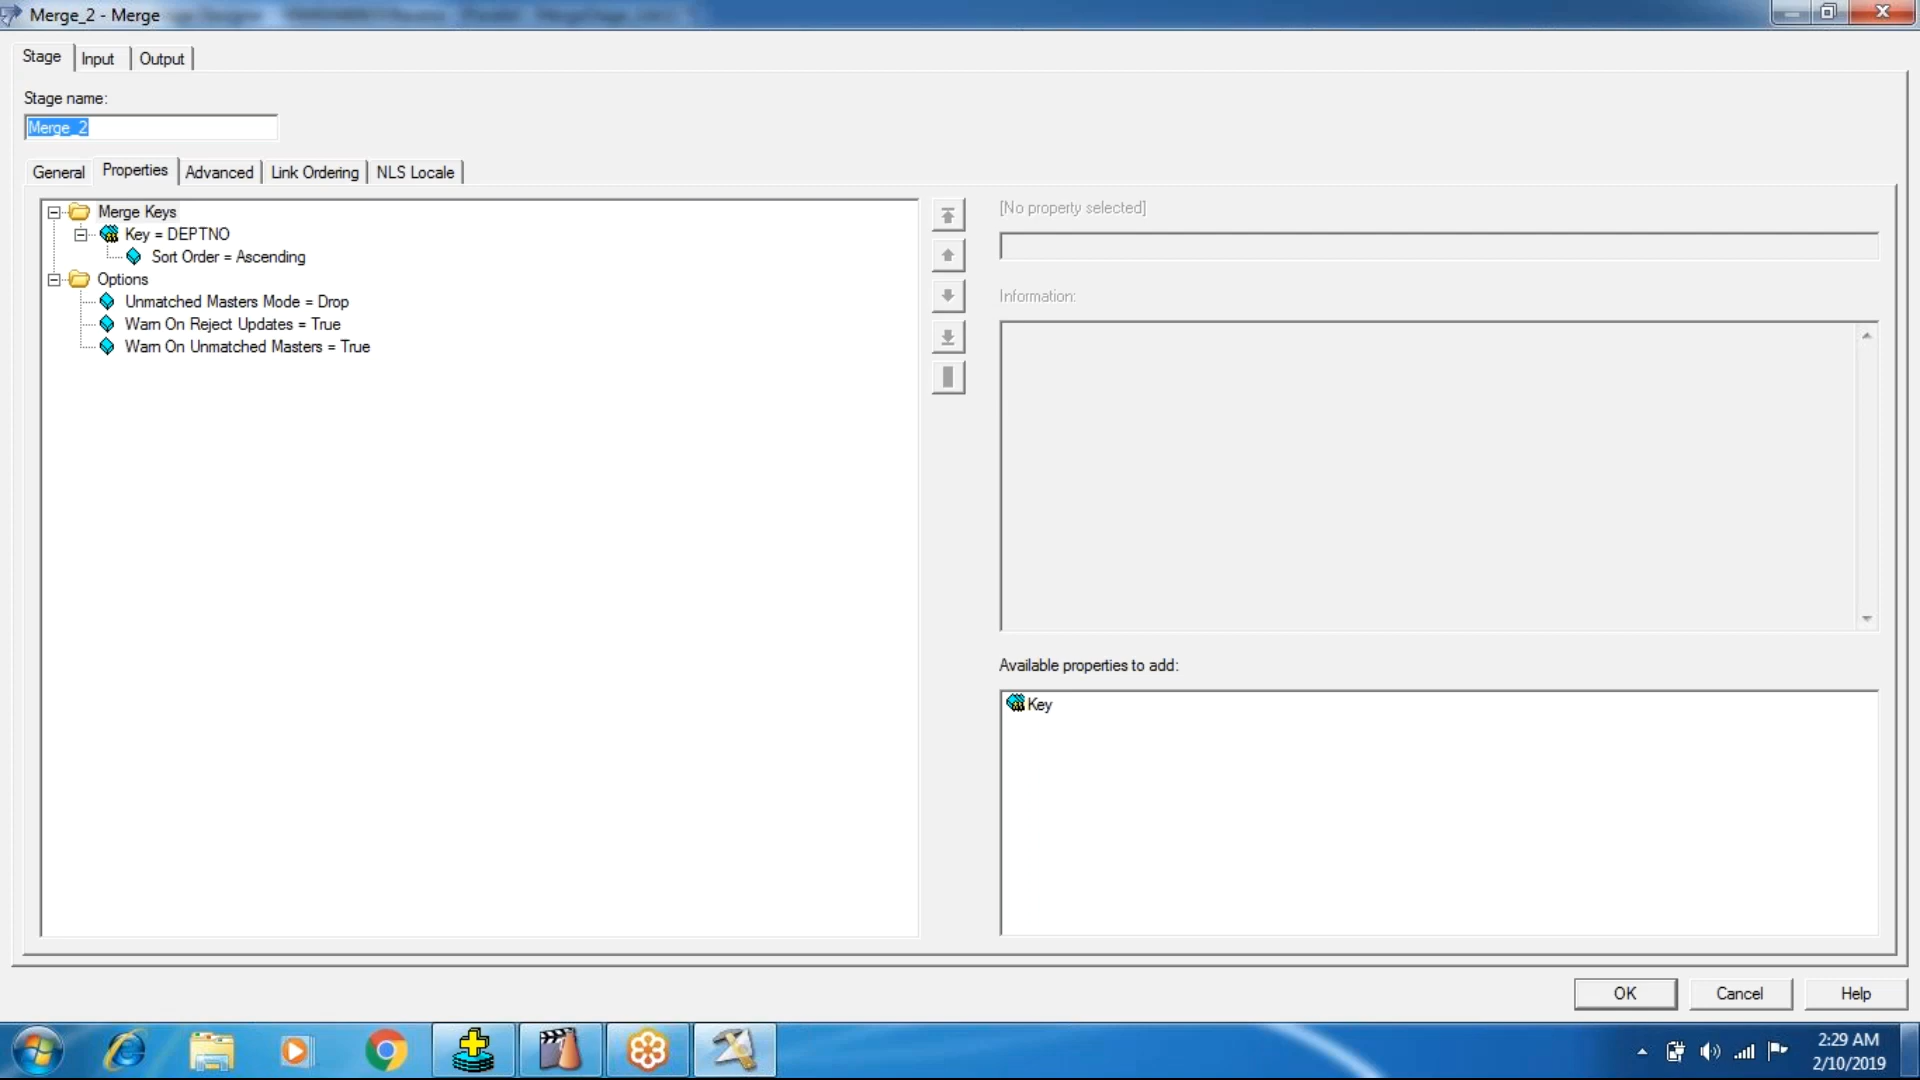 Merge_2 - Merge
Stage
Input
Output
Stage name:
Merge_2
General
Properties
Advanced
Link Ordering
NLS Locale
Merge Keys
Key = DEPTNO
Sort Order = Ascending
Options
Unmatched Masters Mode = Drop
Warn On Reject Updates = True
Warn On Unmatched Masters = True
[No property selected]
Information:
Available properties to add:
Key
OK
Cancel
Help
2:29 AM
2/10/2019